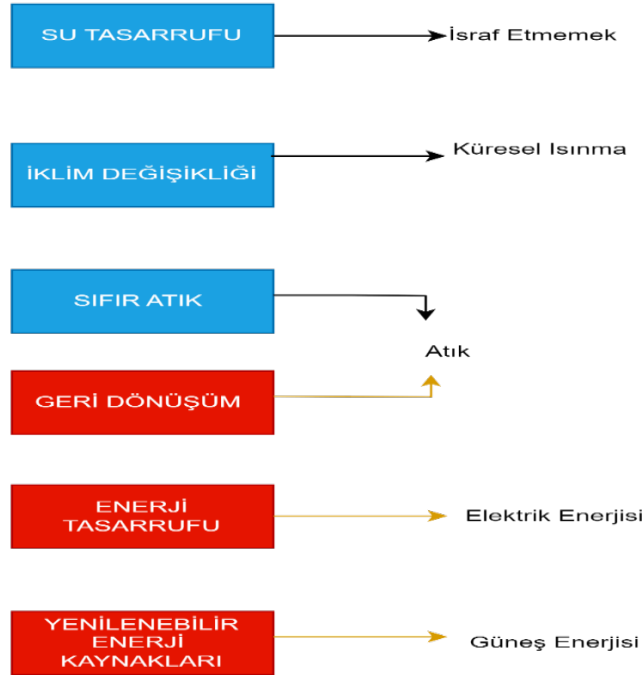 SU TASARRUFU
İsraf Etmemek
İKLİM DEĞİŞİKLİĞİ
Küresel Isınma
SIFIR ATIK
Atık
GERİ DÖNÜŞÜM
ENERJİ
TASARRUFU
Elektrik Enerjisi
YENİLENEBİLİR
ENERJİ
KAYNAKLARI
Güneş Enerjisi